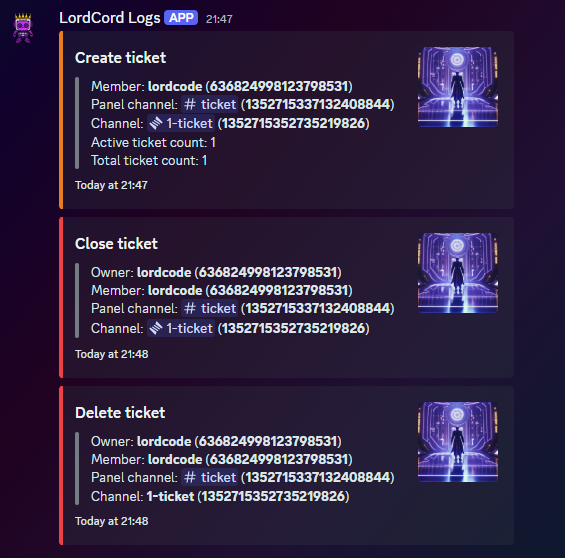 LordCord Logs APP 21:47
Create ticket
Member: lordcode (636824998123798531)
Panel channel: # ticket (1352715337132408844)
Channel: 1-ticket (1352715352735219826)
Active ticket count: 1
Total ticket count: 1
Today at 21:47
Close ticket
Owner: lordcode (636824998123798531)
Member: lordcode (636824998123798531)
Panel channel: # ticket (1352715337132408844)
Channel: 1-ticket (1352715352735219826)
Today at 21:48
Delete ticket
Owner: lordcode (636824998123798531)
Member: lordcode (636824998123798531)
Panel channel: # ticket (1352715337132408844)
Channel: 1-ticket (1352715352735219826)
Today at 21:48